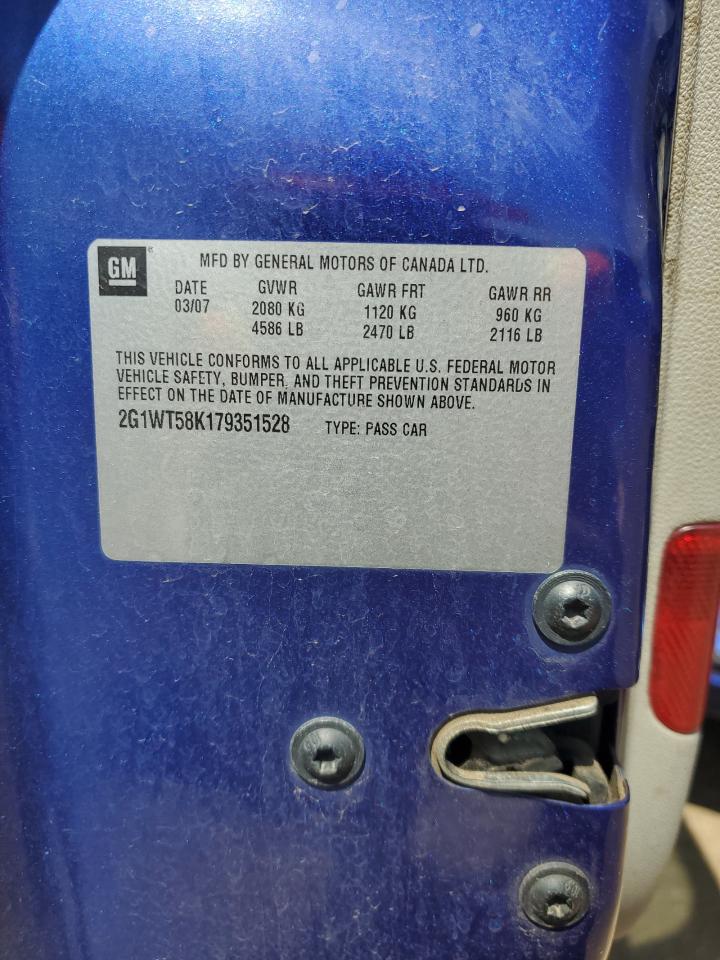 GM
MFD BY GENERAL MOTORS OF CANADA LTD.
DATE GVWR GAWR FRT GAWR RR
03/07 2080 KG 1120 KG 960 KG
4586 LB 2470 LB 2116 LB
THIS VEHICLE CONFORMS TO ALL APPLICABLE U.S. FEDERAL MOTOR
VEHICLE SAFETY, BUMPER, AND THEFT PREVENTION STANDARDS IN
EFFECT ON THE DATE OF MANUFACTURE SHOWN ABOVE.
2G1WT58K179351528 TYPE: PASS CAR